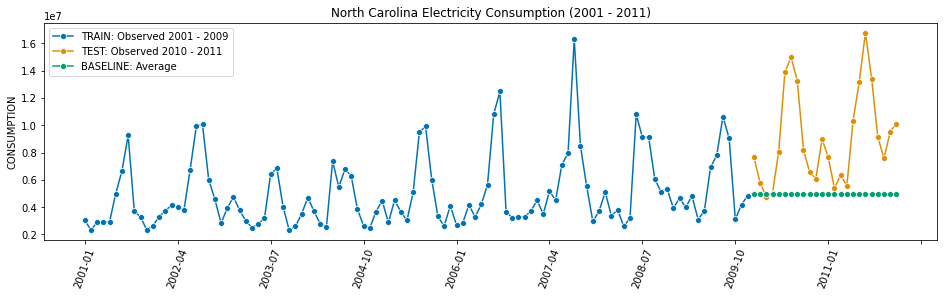 North Carolina Electricity Consumption (2001 - 2011)
1e7
TRAIN: Observed 2001 - 2009
TEST: Observed 2010 - 2011
BASELINE: Average
CONSUMPTION
1.6
1.4
1.2
1.0
0.8
0.6
0.4
0.2
2001-01
2002-04
2003-07
2004-10
2006-01
2007-04
2008-07
2009-10
2011-01